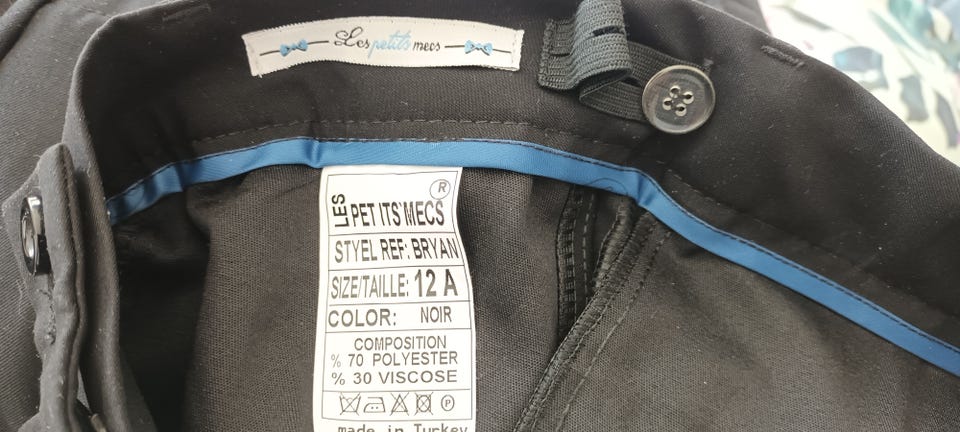 Les petits mecs
LES PET ITS'MECS ®
STYEL REF: BRYAN
SIZE/TAILLE: 12 A
COLOR: NOIR
COMPOSITION
% 70 POLYESTER
% 30 VISCOSE
P
made in Turkey